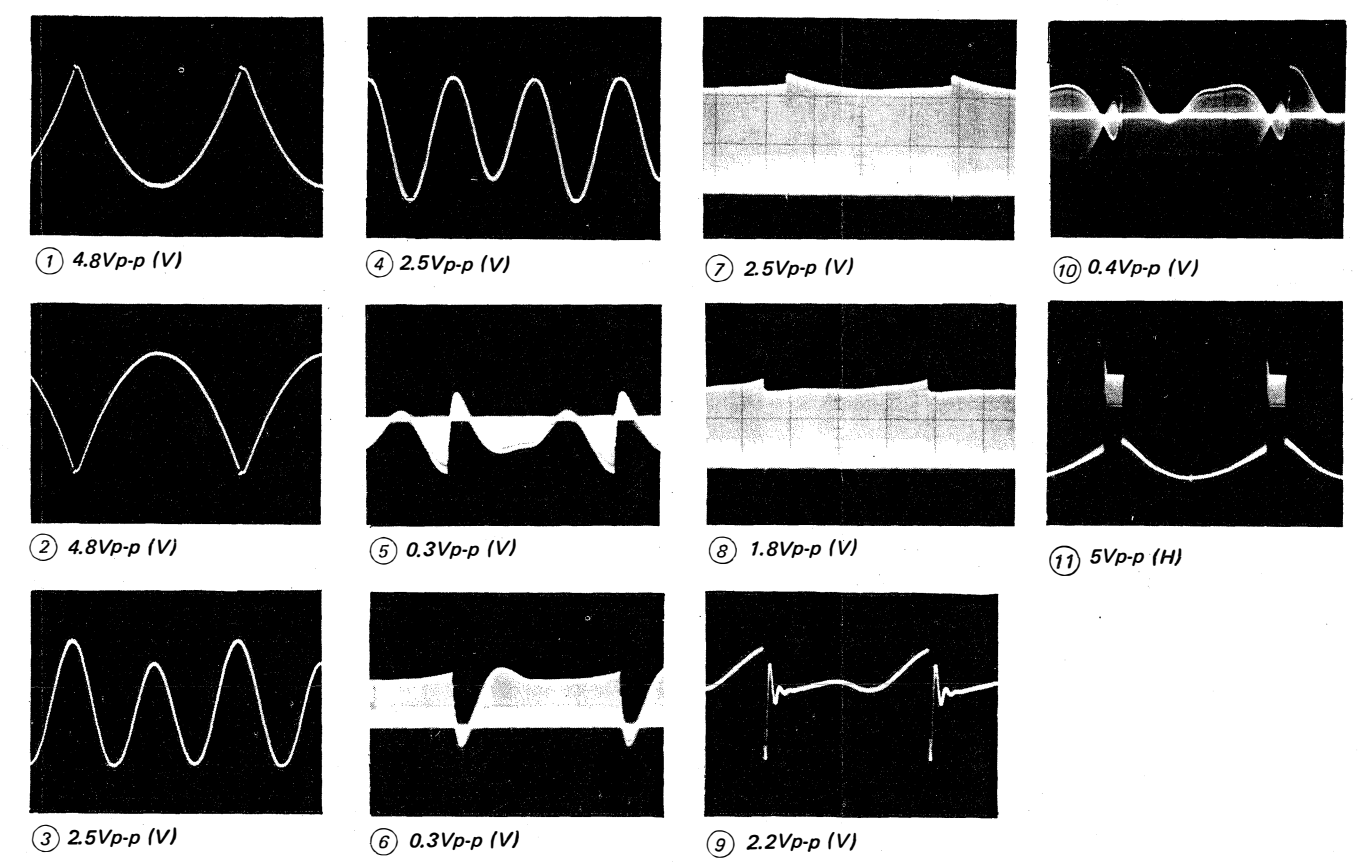 ① 4.8Vp-p (V)
② 4.8Vp-p (V)
③ 2.5Vp-p (V)
④ 2.5Vp-p (V)
⑤ 0.3Vp-p (V)
⑥ 0.3Vp-p (V)
⑦ 2.5Vp-p (V)
⑧ 1.8Vp-p (V)
⑨ 2.2Vp-p (V)
⑩ 0.4Vp-p (V)
⑪ 5Vp-p (H)